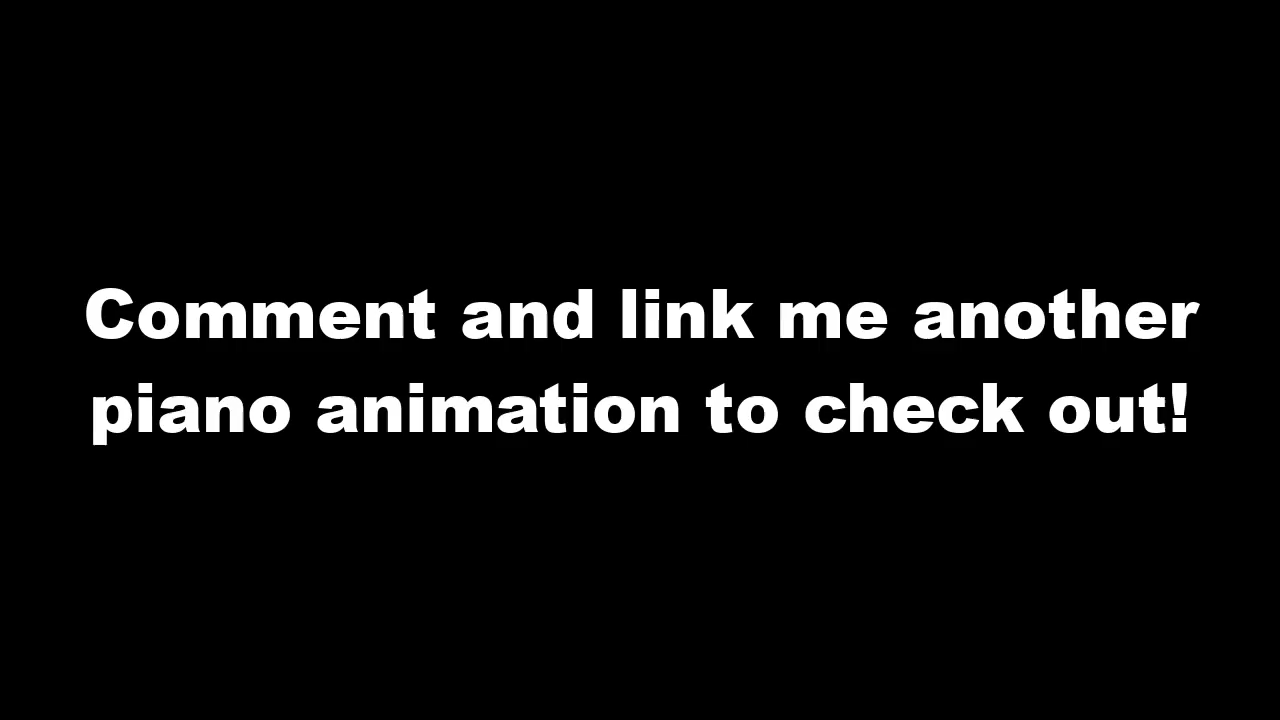 Comment and link me another
piano animation to check out!